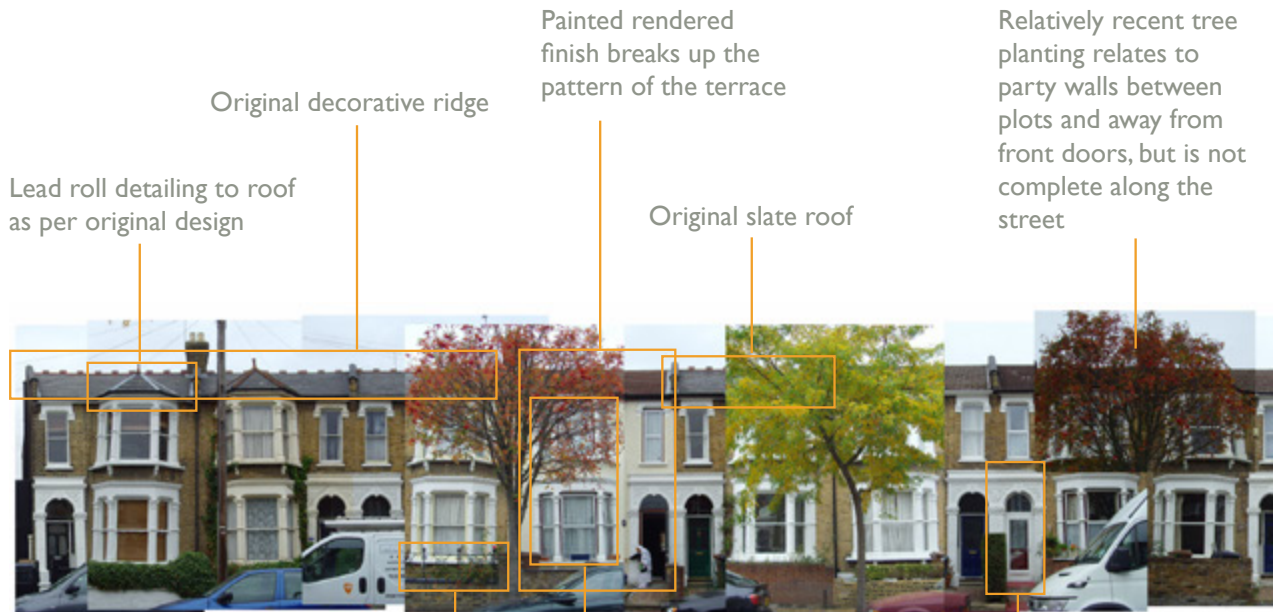 Painted rendered
finish breaks up the
pattern of the terrace
Relatively recent tree
planting relates to
party walls between
plots and away from
front doors, but is not
complete along the
street
Original decorative ridge
Lead roll detailing to roof
as per original design
Original slate roof